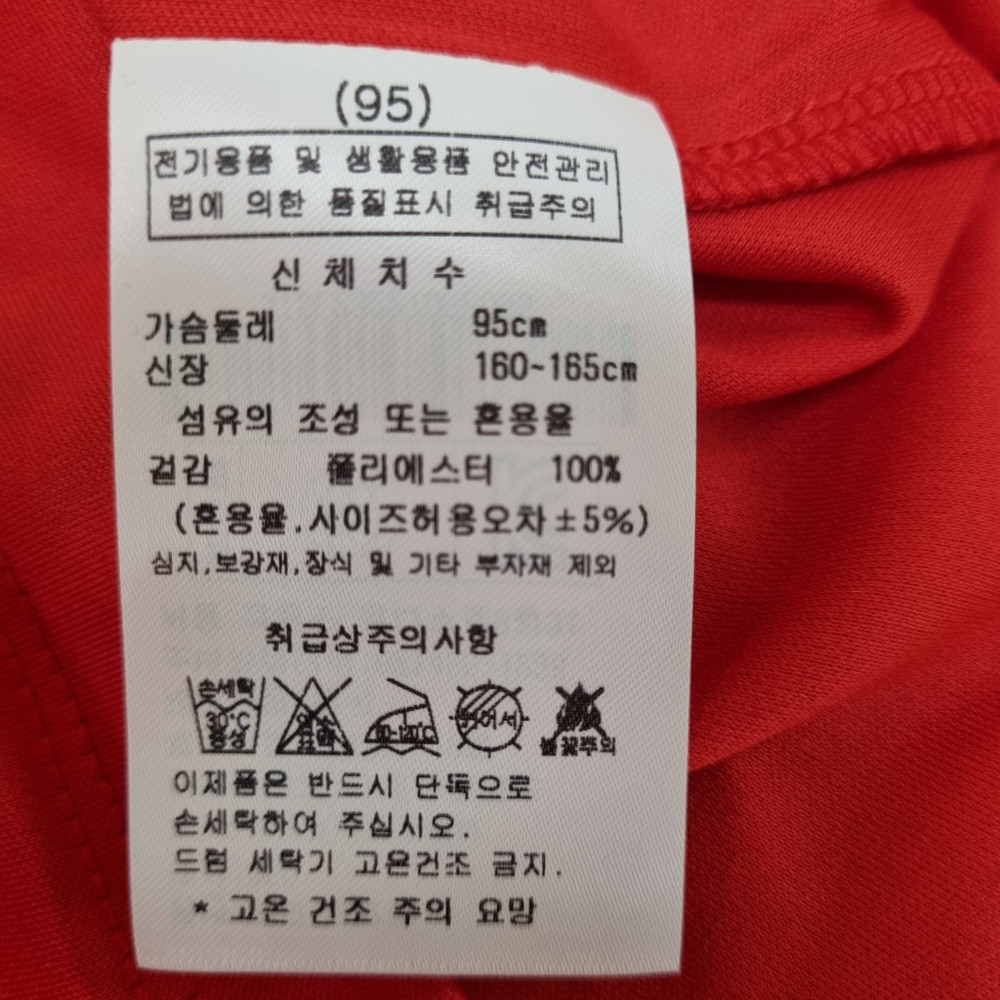 (95)
전기용품 및 생활용품 안전관리
법에 의한 품질표시 취급주의
신체치수
가슴둘레 95cm
신장 160~165cm
섬유의 조성 또는 혼용율
겉감 폴리에스터 100%
(혼용율.사이즈허용오차±5%)
심지,보강재,장식 및 기타 부자재 제외
취급상주의사항
손세탁
30°C
중성
뉘어서
불꽃주의
이제품은 반드시 단독으로
손세탁하여 주십시오.
드럼 세탁기 고온건조 금지.
* 고온 건조 주의 요망